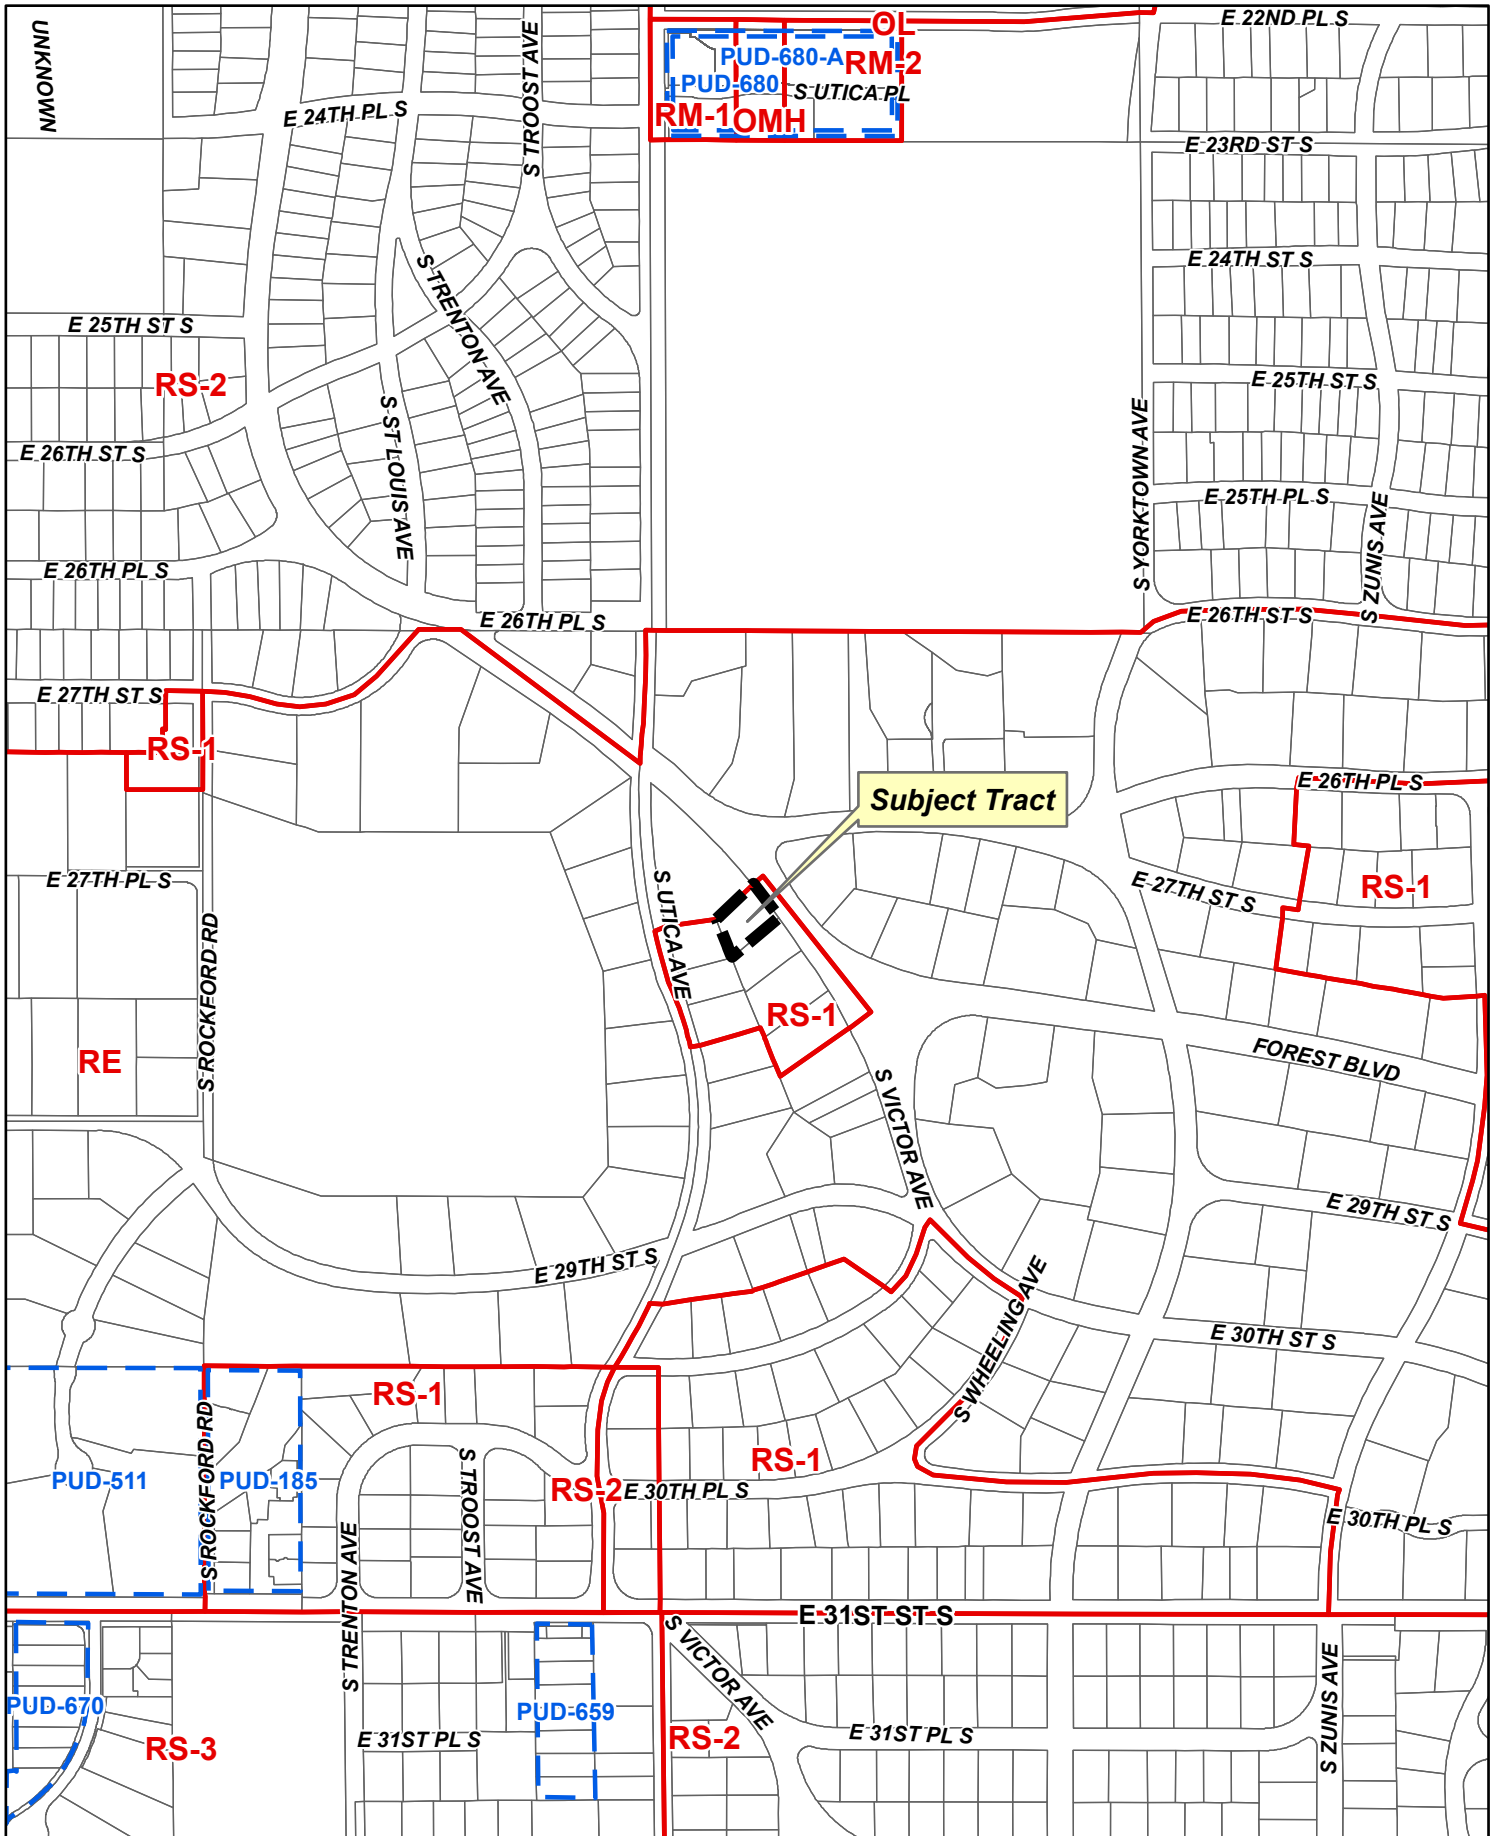 E 22ND PL S
OL
UNKNOWN
S TROOST AVE
PUD-680-A
RM-2
PUD-680
S UTICA PL
E 24TH PL S
RM-1
OMH
E 23RD ST S
E 24TH ST S
S TRENTON AVE
E 25TH ST S
E 25TH ST S
RS-2
S ST LOUIS AVE
S YORKTOWN AVE
E 26TH ST S
E 25TH PL S
S ZUNIS AVE
E 26TH PL S
E 26TH PL S
E 26TH ST S
E 27TH ST S
RS-1
E 26TH PL S
Subject Tract
E 27TH PL S
S UTICA AVE
E 27TH ST S
RS-1
S ROCKFORD RD
RS-1
RE
FOREST BLVD
S VICTOR AVE
E 29TH ST S
E 29TH ST S
S WHEELING AVE
E 30TH ST S
RS-1
RS-1
PUD-511
S ROCKFORD RD
PUD-185
S TROOST AVE
RS-2
E 30TH PL S
E 30TH PL S
S TRENTON AVE
E 31ST ST S
S VICTOR AVE
S ZUNIS AVE
PUD-670
PUD-659
RS-3
E 31ST PL S
RS-2
E 31ST PL S